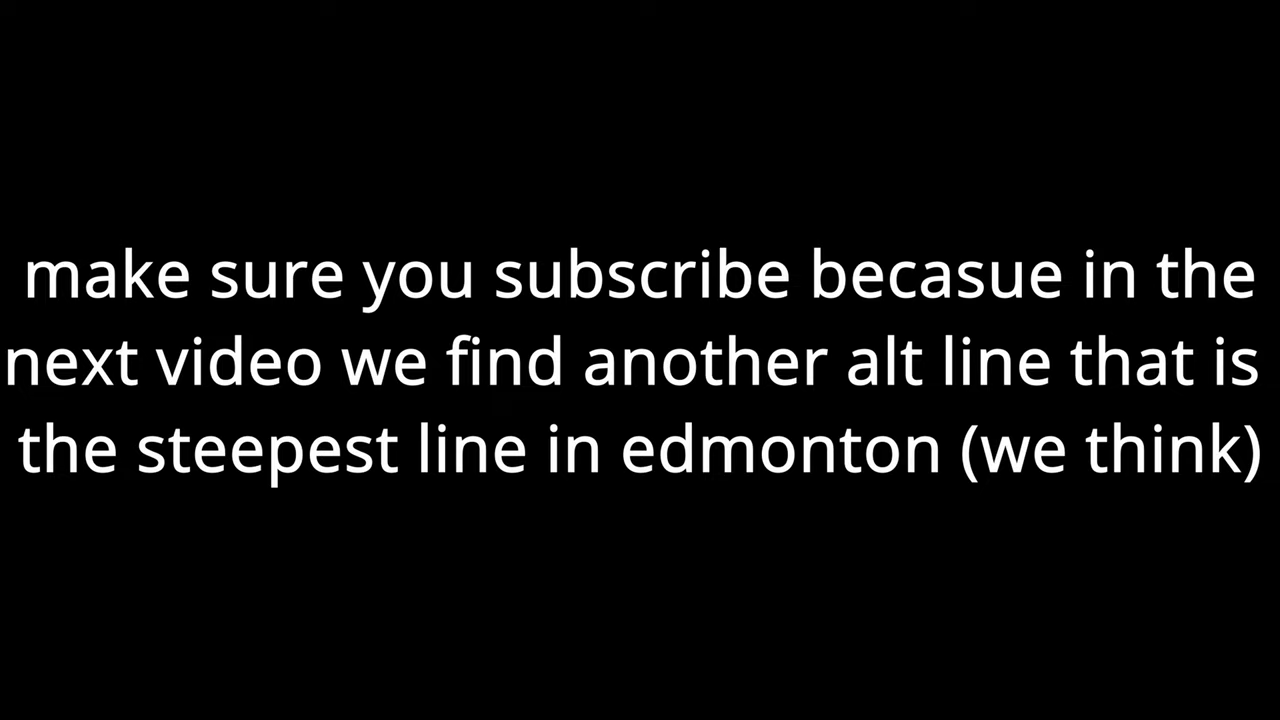 make sure you subscribe becasue in the
next video we find another alt line that is
the steepest line in edmonton (we think)